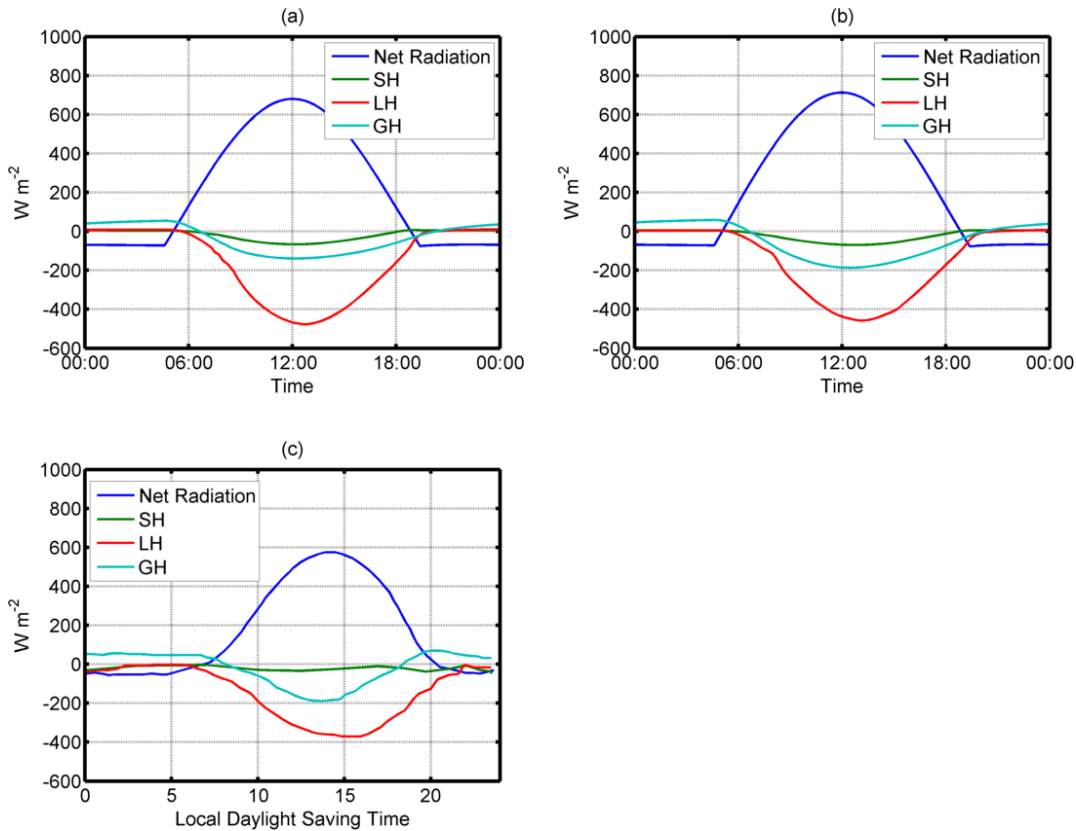 (a)
1000
800
600
400
200
0
-200
-400
-600
W m-2
Net Radiation
SH
LH
GH
00:00 06:00 12:00 18:00 00:00
Time
(b)
1000
800
600
400
200
0
-200
-400
-600
W m-2
Net Radiation
SH
LH
GH
00:00 06:00 12:00 18:00 00:00
Time
(c)
1000
800
600
400
200
0
-200
-400
-600
W m-2
Net Radiation
SH
LH
GH
0 5 10 15 20
Local Daylight Saving Time